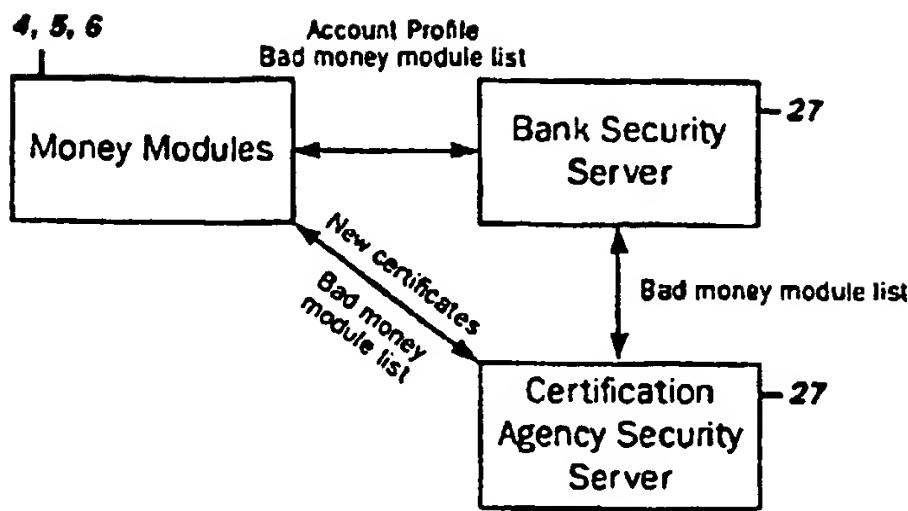 4, 5, 6
Account Profile
Bad money module list
Money Modules
Bank Security
Server
27
New certificates
Bad money
module list
Bad money module list
Certification
Agency Security
Server
27